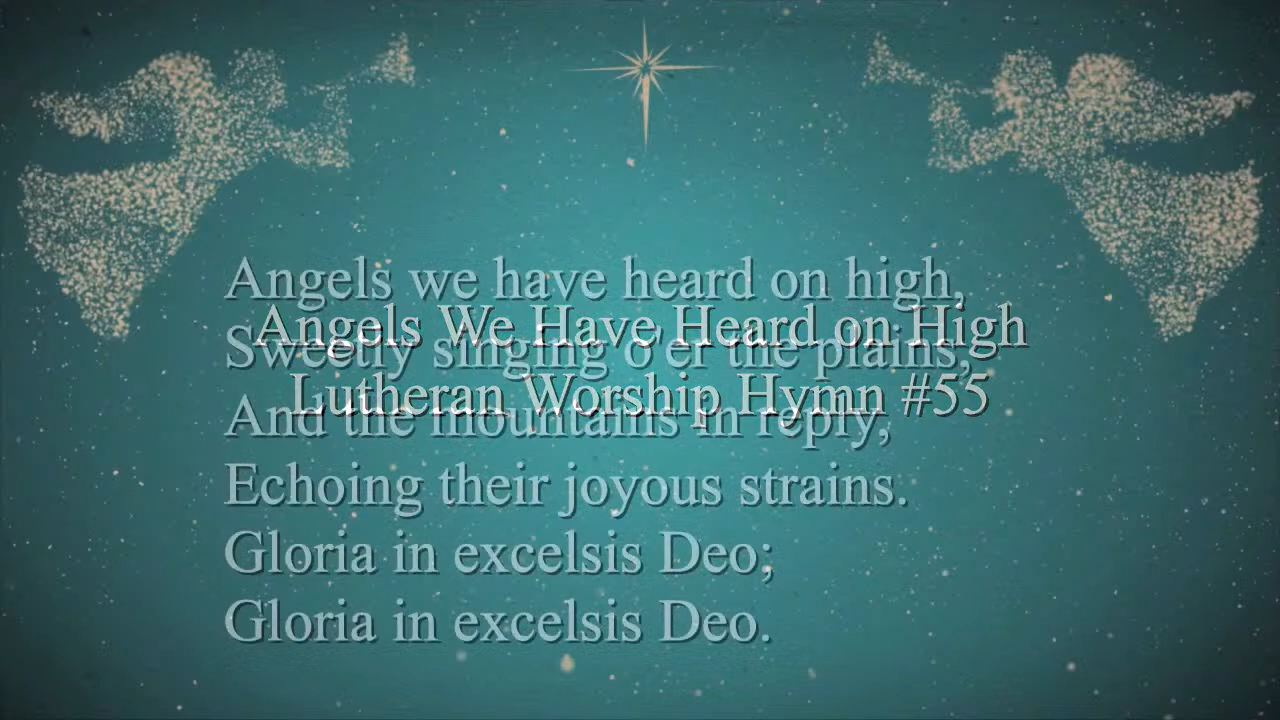 Angels we have heard on high,
Angels We Have Heard on High
Sweetly singing o'er the plains,
Lutheran Worship Hymn #55
And the mountains in reply,
Echoing their joyous strains.
Gloria in excelsis Deo;
Gloria in excelsis Deo.